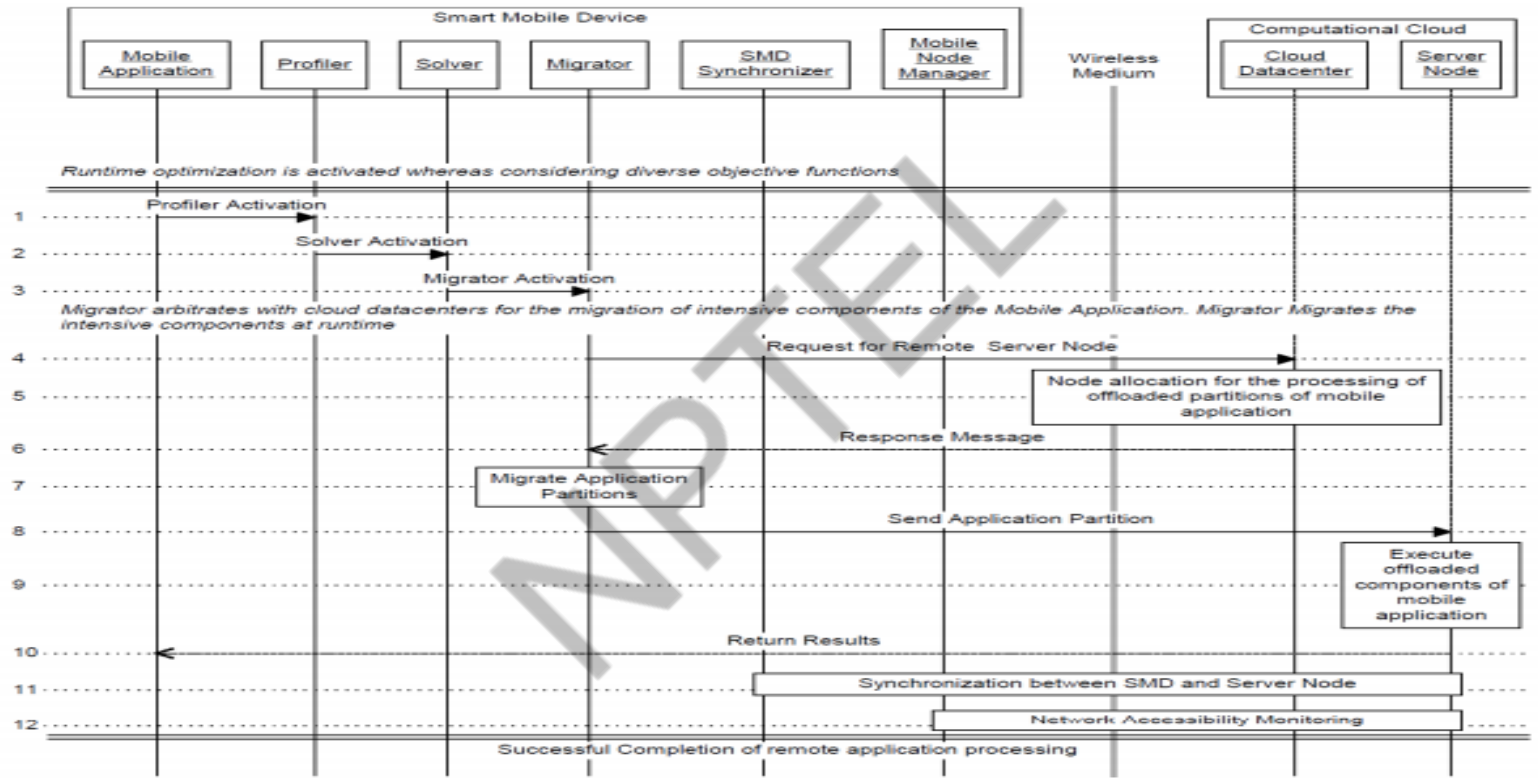 Smart Mobile Device
Computational Cloud
Mobile
Application
Profiler
Solver
Migrator
SMD
Synchronizer
Mobile
Node
Manager
Wireless
Medium
Cloud
Datacenter
Server
Node
Runtime optimization is activated whereas considering diverse objective functions
Profiler Activation
1
Solver Activation
2
Migrator Activation
3
Migrator arbitrates with cloud datacenters for the migration of intensive components of the Mobile Application. Migrator Migrates the
intensive components at runtime
Request for Remote Server Node
4
Node allocation for the processing of
offloaded partitions of mobile
application
5
Response Message
6
Migrate Application
Partitions
7
Send Application Partition
8
Execute
offloaded
components of
mobile
application
9
Return Results
10
Synchronization between SMD and Server Node
11
Network Accessibility Monitoring
12
Successful Completion of remote application processing
NPTEL